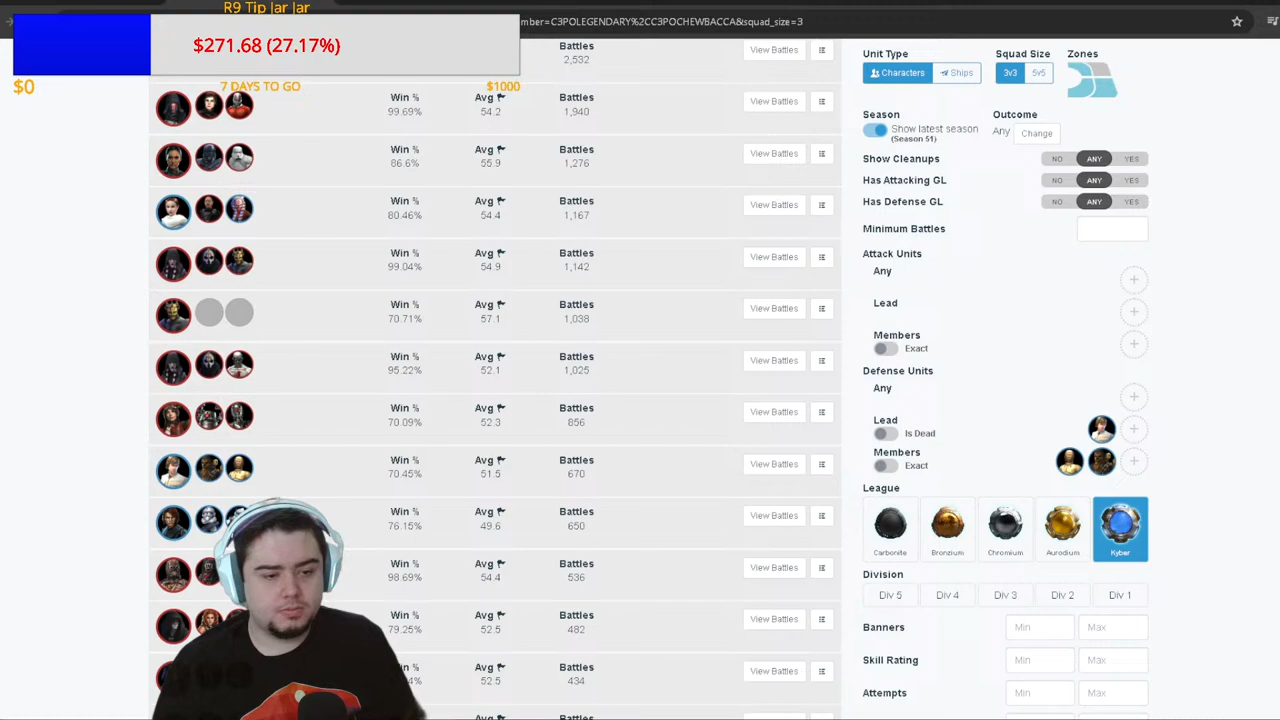 R9 Tip Jar Jar
mber=C3POLEGENDARY%2CC3POCHEWBACCA&squad_size=3
$271.68 (27.17%)
$0 7 DAYS TO GO $1000
Battles
2,532 View Battles
Win % Avg Battles
99.69% 54.2 1,940 View Battles
Win % Avg Battles
86.6% 55.9 1,276 View Battles
Win % Avg Battles
80.46% 54.4 1,167 View Battles
Win % Avg Battles
99.04% 54.9 1,142 View Battles
Win % Avg Battles
70.71% 57.1 1,038 View Battles
Win % Avg Battles
95.22% 52.1 1,025 View Battles
Win % Avg Battles
70.09% 52.3 856 View Battles
Win % Avg Battles
70.45% 51.5 670 View Battles
Win % Avg Battles
76.15% 49.6 650 View Battles
Win % Avg Battles
98.69% 54.4 536 View Battles
Win % Avg Battles
79.25% 52.5 482 View Battles
Win % Avg Battles
4% 52.5 434 View Battles
Win % Avg Battles
Unit Type Squad Size Zones
Characters Ships 3v3 5v5
Season Outcome
Show latest season Any Change
(Season 51)
Show Cleanups NO ANY YES
Has Attacking GL NO ANY YES
Has Defense GL NO ANY YES
Minimum Battles
Attack Units
Any
Lead
Members
Exact
Defense Units
Any
Lead
Is Dead
Members
Exact
League
Carbonite Bronzium Chromium Aurodium Kyber
Division
Div 5 Div 4 Div 3 Div 2 Div 1
Banners Min Max
Skill Rating Min Max
Attempts Min Max